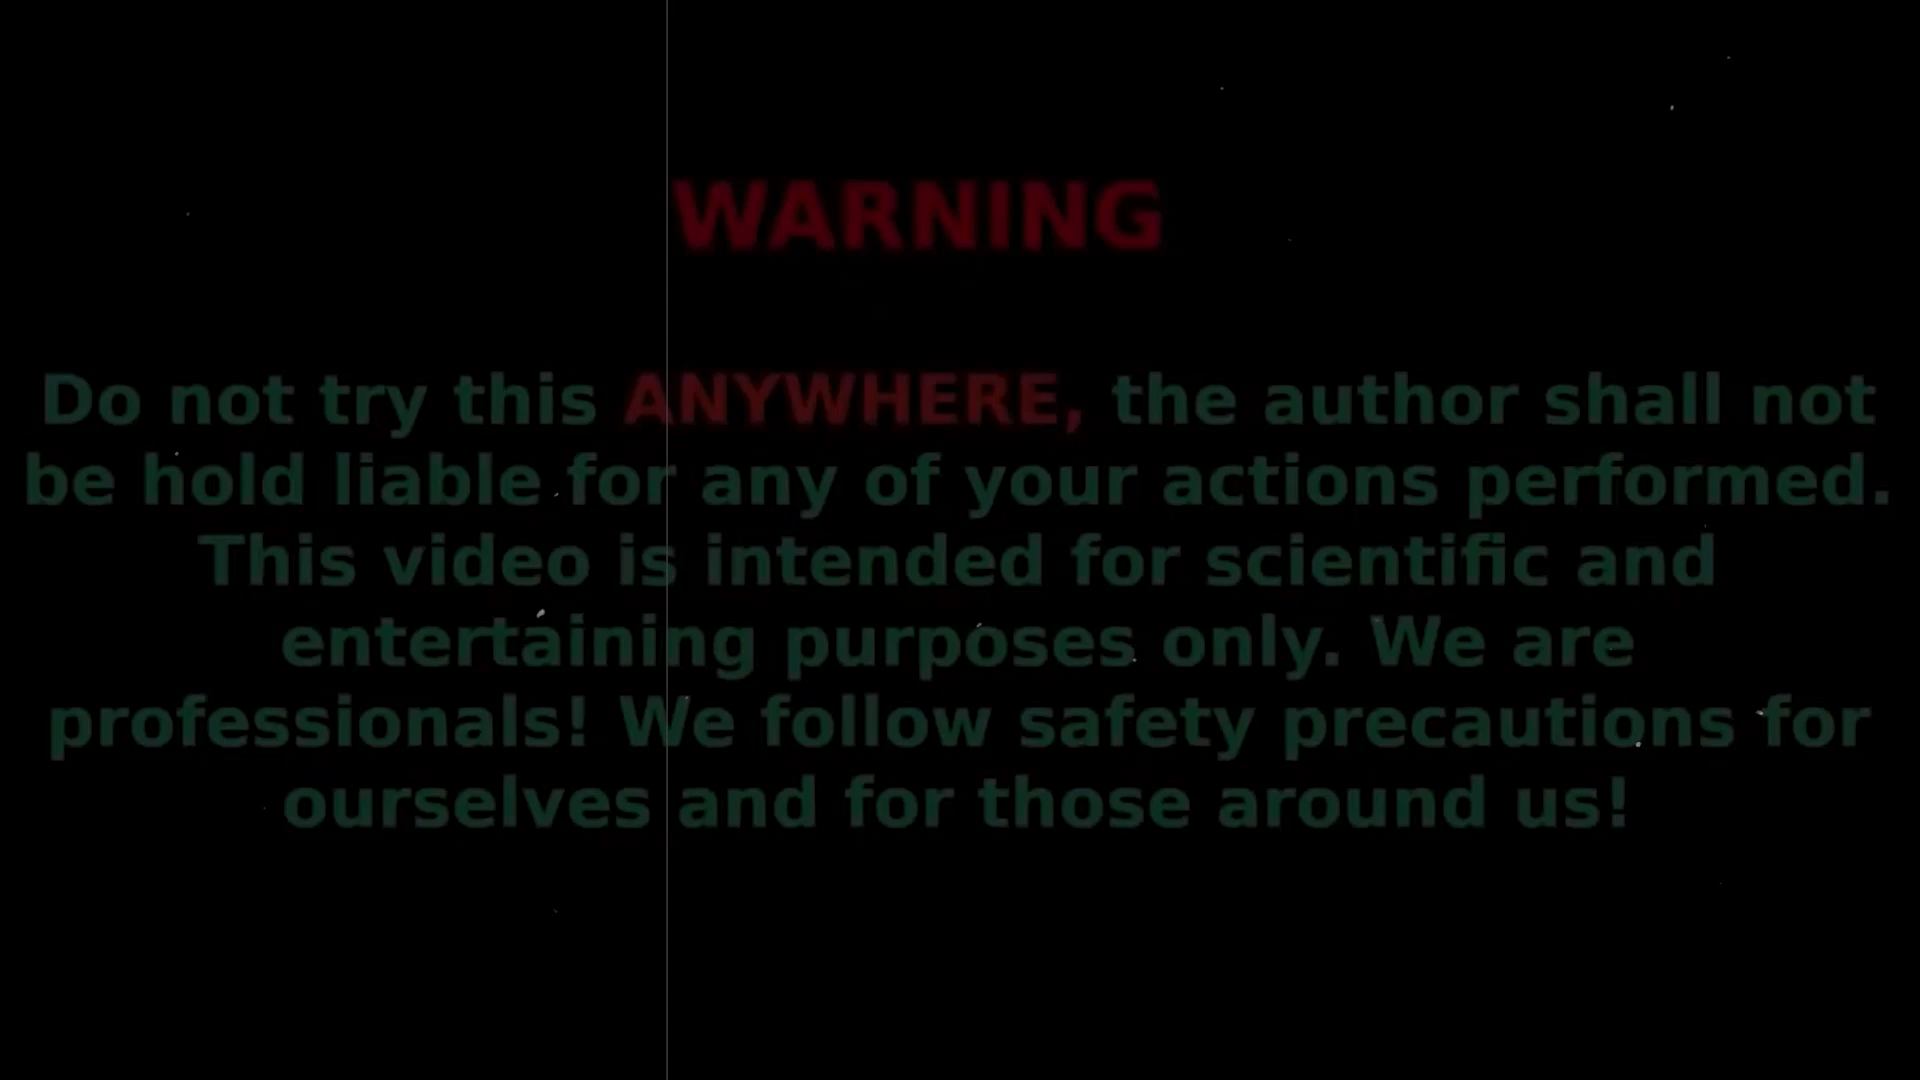 WARNING
Do not try this ANYWHERE, the author shall not
be hold liable for any of your actions performed.
This video is intended for scientific and
entertaining purposes only. We are
professionals! We follow safety precautions for
ourselves and for those around us!